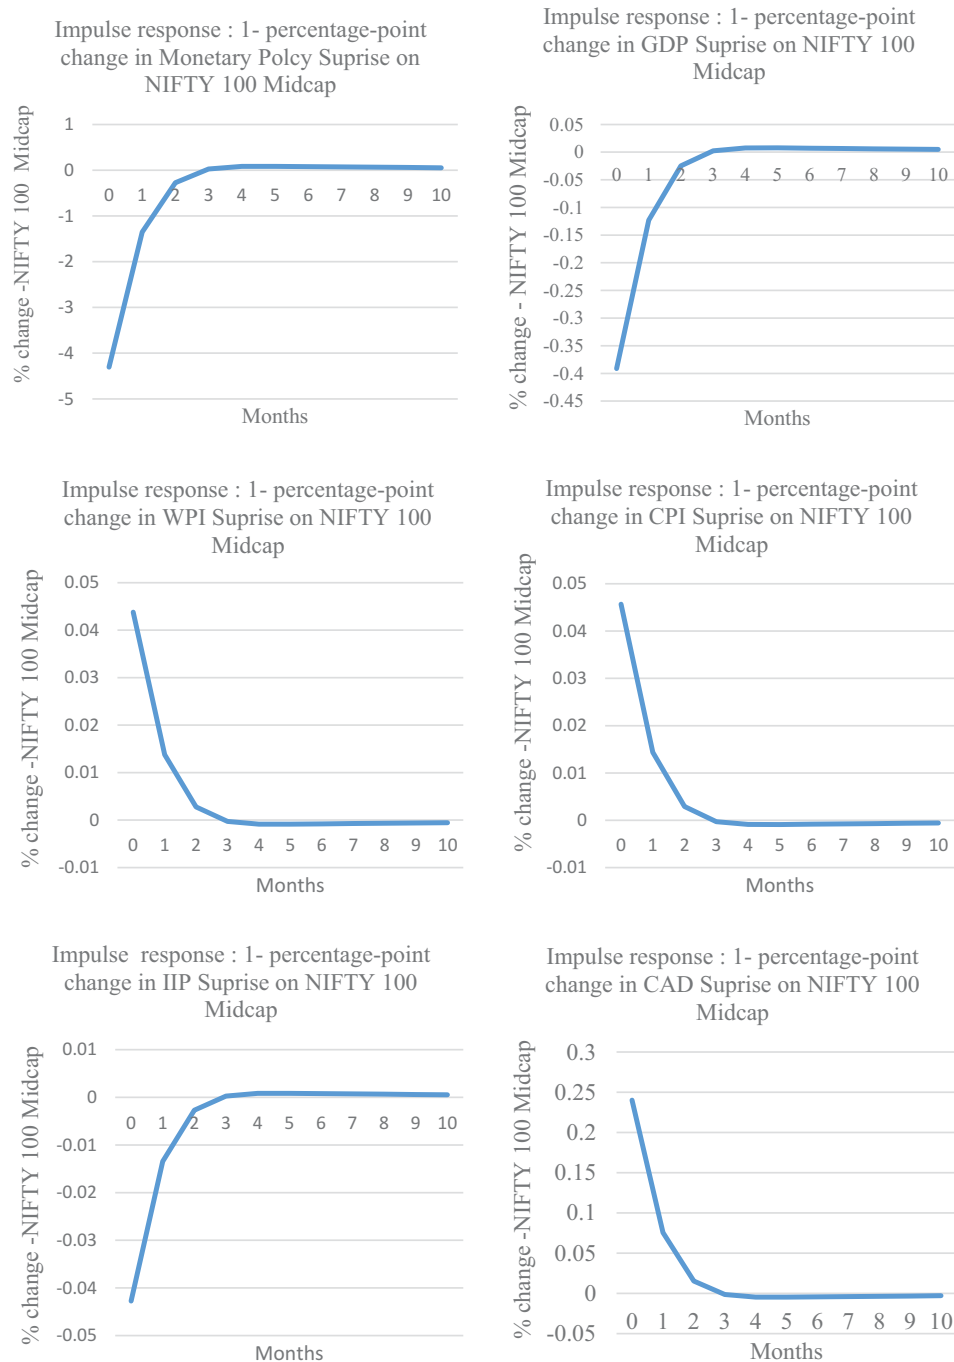 Impulse response : 1- percentage-point
change in Monetary Polcy Suprise on
NIFTY 100 Midcap
% change -NIFTY 100 Midcap
1
0
-1
-2
-3
-4
-5
0 1 2 3 4 5 6 7 8 9 10
Months
Impulse response : 1- percentage-point
change in GDP Suprise on NIFTY 100
Midcap
% change - NIFTY 100 Midcap
0.05
0
-0.05
-0.1
-0.15
-0.2
-0.25
-0.3
-0.35
-0.4
-0.45
0 1 2 3 4 5 6 7 8 9 10
Months
Impulse response : 1- percentage-point
change in WPI Suprise on NIFTY 100
Midcap
% change -NIFTY 100 Midcap
0.05
0.04
0.03
0.02
0.01
0
-0.01
0 1 2 3 4 5 6 7 8 9 10
Months
Impulse response : 1- percentage-point
change in CPI Suprise on NIFTY 100
Midcap
% change -NIFTY 100 Midcap
0.05
0.04
0.03
0.02
0.01
0
-0.01
0 1 2 3 4 5 6 7 8 9 10
Months
Impulse response : 1- percentage-point
change in IIP Suprise on NIFTY 100
Midcap
% change -NIFTY 100 Midcap
0.01
0
-0.01
-0.02
-0.03
-0.04
-0.05
0 1 2 3 4 5 6 7 8 9 10
Months
Impulse response : 1- percentage-point
change in CAD Suprise on NIFTY 100
Midcap
% change -NIFTY 100 Midcap
0.3
0.25
0.2
0.15
0.1
0.05
0
-0.05
0 1 2 3 4 5 6 7 8 9 10
Months